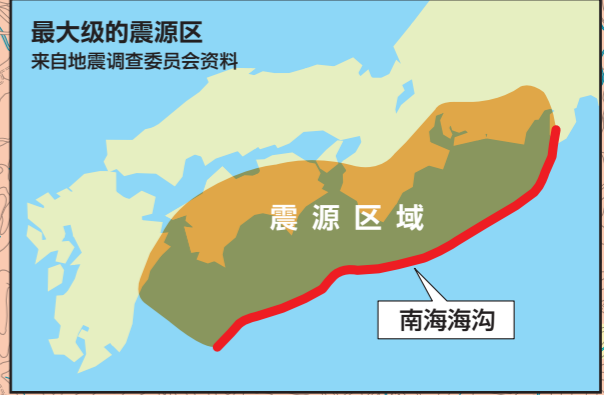 最大级的震源区
来自地震调查委员会资料
震源区域
南海海沟